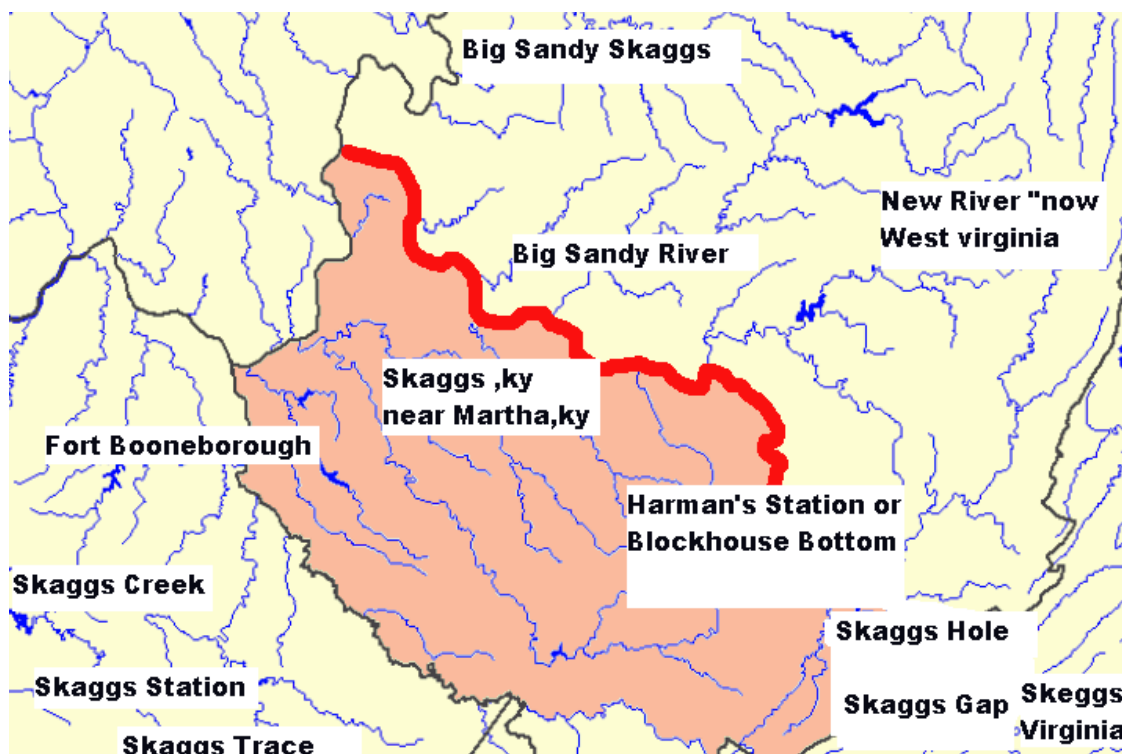 Big Sandy Skaggs
New River "now
West virginia
Big Sandy River
Skaggs ,ky
near Martha,ky
Fort Booneborough
Harman's Station or
Blockhouse Bottom
Skaggs Creek
Skaggs Hole
Skaggs Station
Skaggs Gap
Skeggs
Virginia
Skaggs Trace